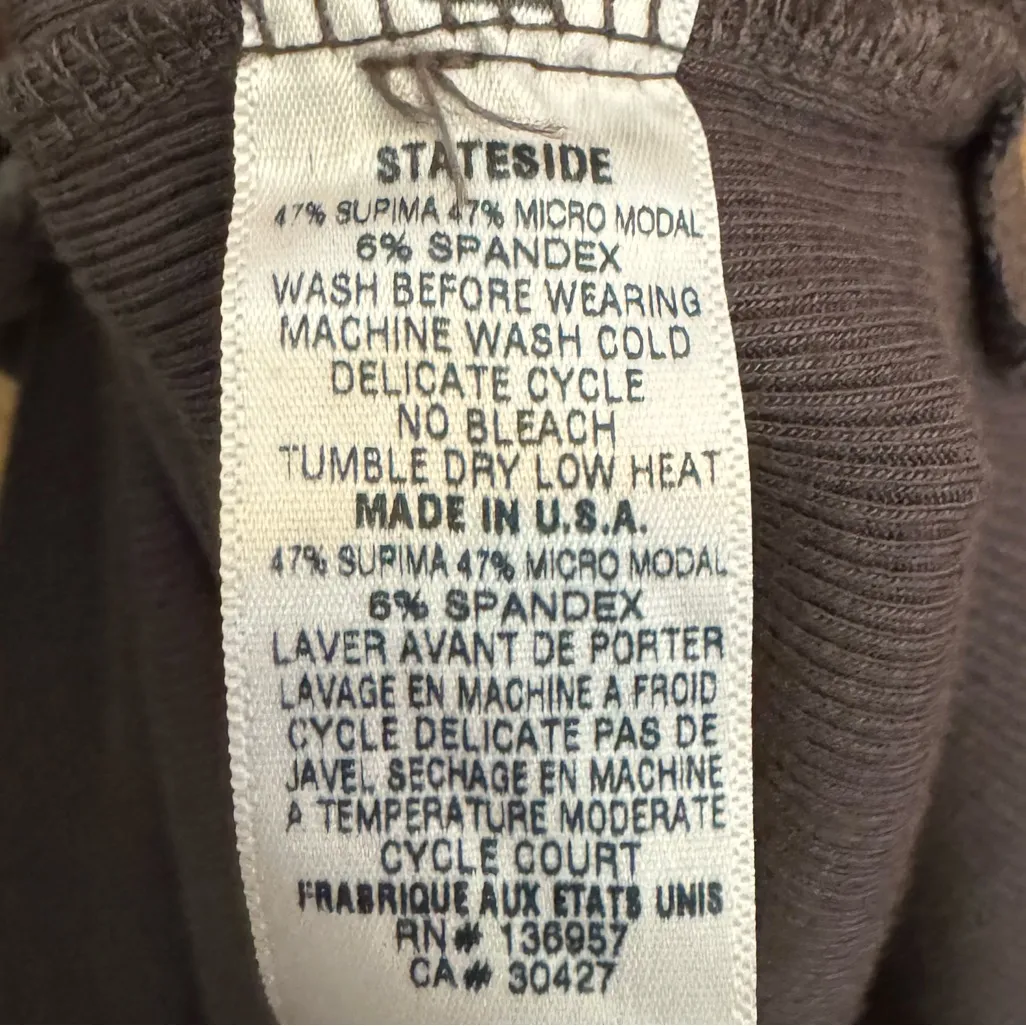 STATESIDE
47% SUPIMA 47% MICRO MODAL
6% SPANDEX
WASH BEFORE WEARING
MACHINE WASH COLD
DELICATE CYCLE
NO BLEACH
TUMBLE DRY LOW HEAT
MADE IN U.S.A.
47% SUPIMA 47% MICRO MODAL
6% SPANDEX
LAVER AVANT DE PORTER
LAVAGE EN MACHINE A FROID
CYCLE DELICATE PAS DE
JAVEL SECHAGE EN MACHINE
A TEMPERATURE MODERATE
CYCLE COURT
FRABRIQUE AUX ETATS UNIS
RN# 136957
CA# 30427